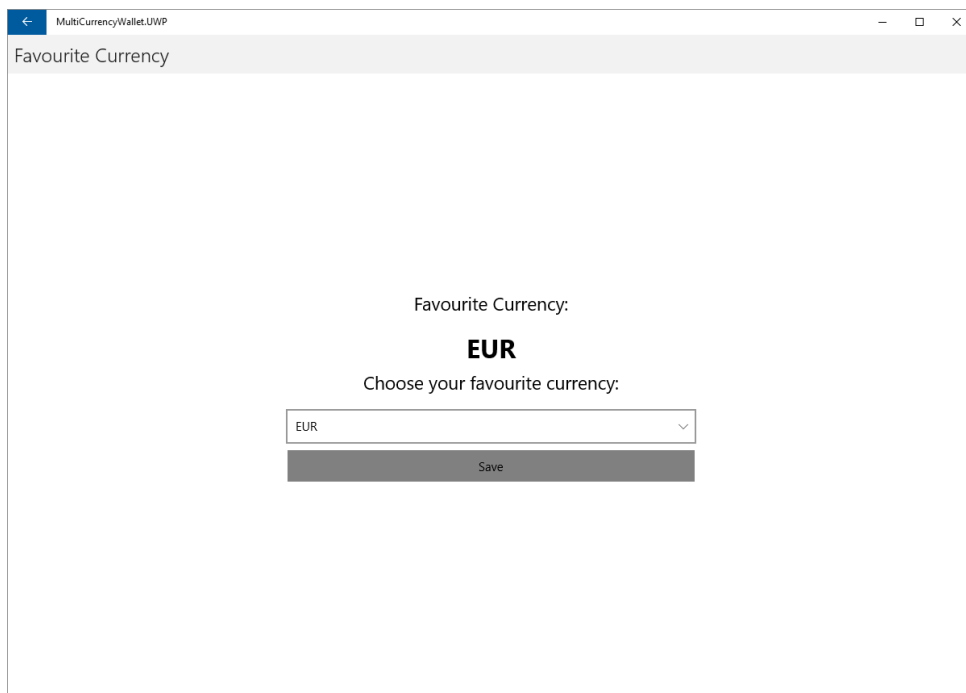 MultiCurrencyWallet.UWP
Favourite Currency
Favourite Currency:
EUR
Choose your favourite currency:
EUR
Save